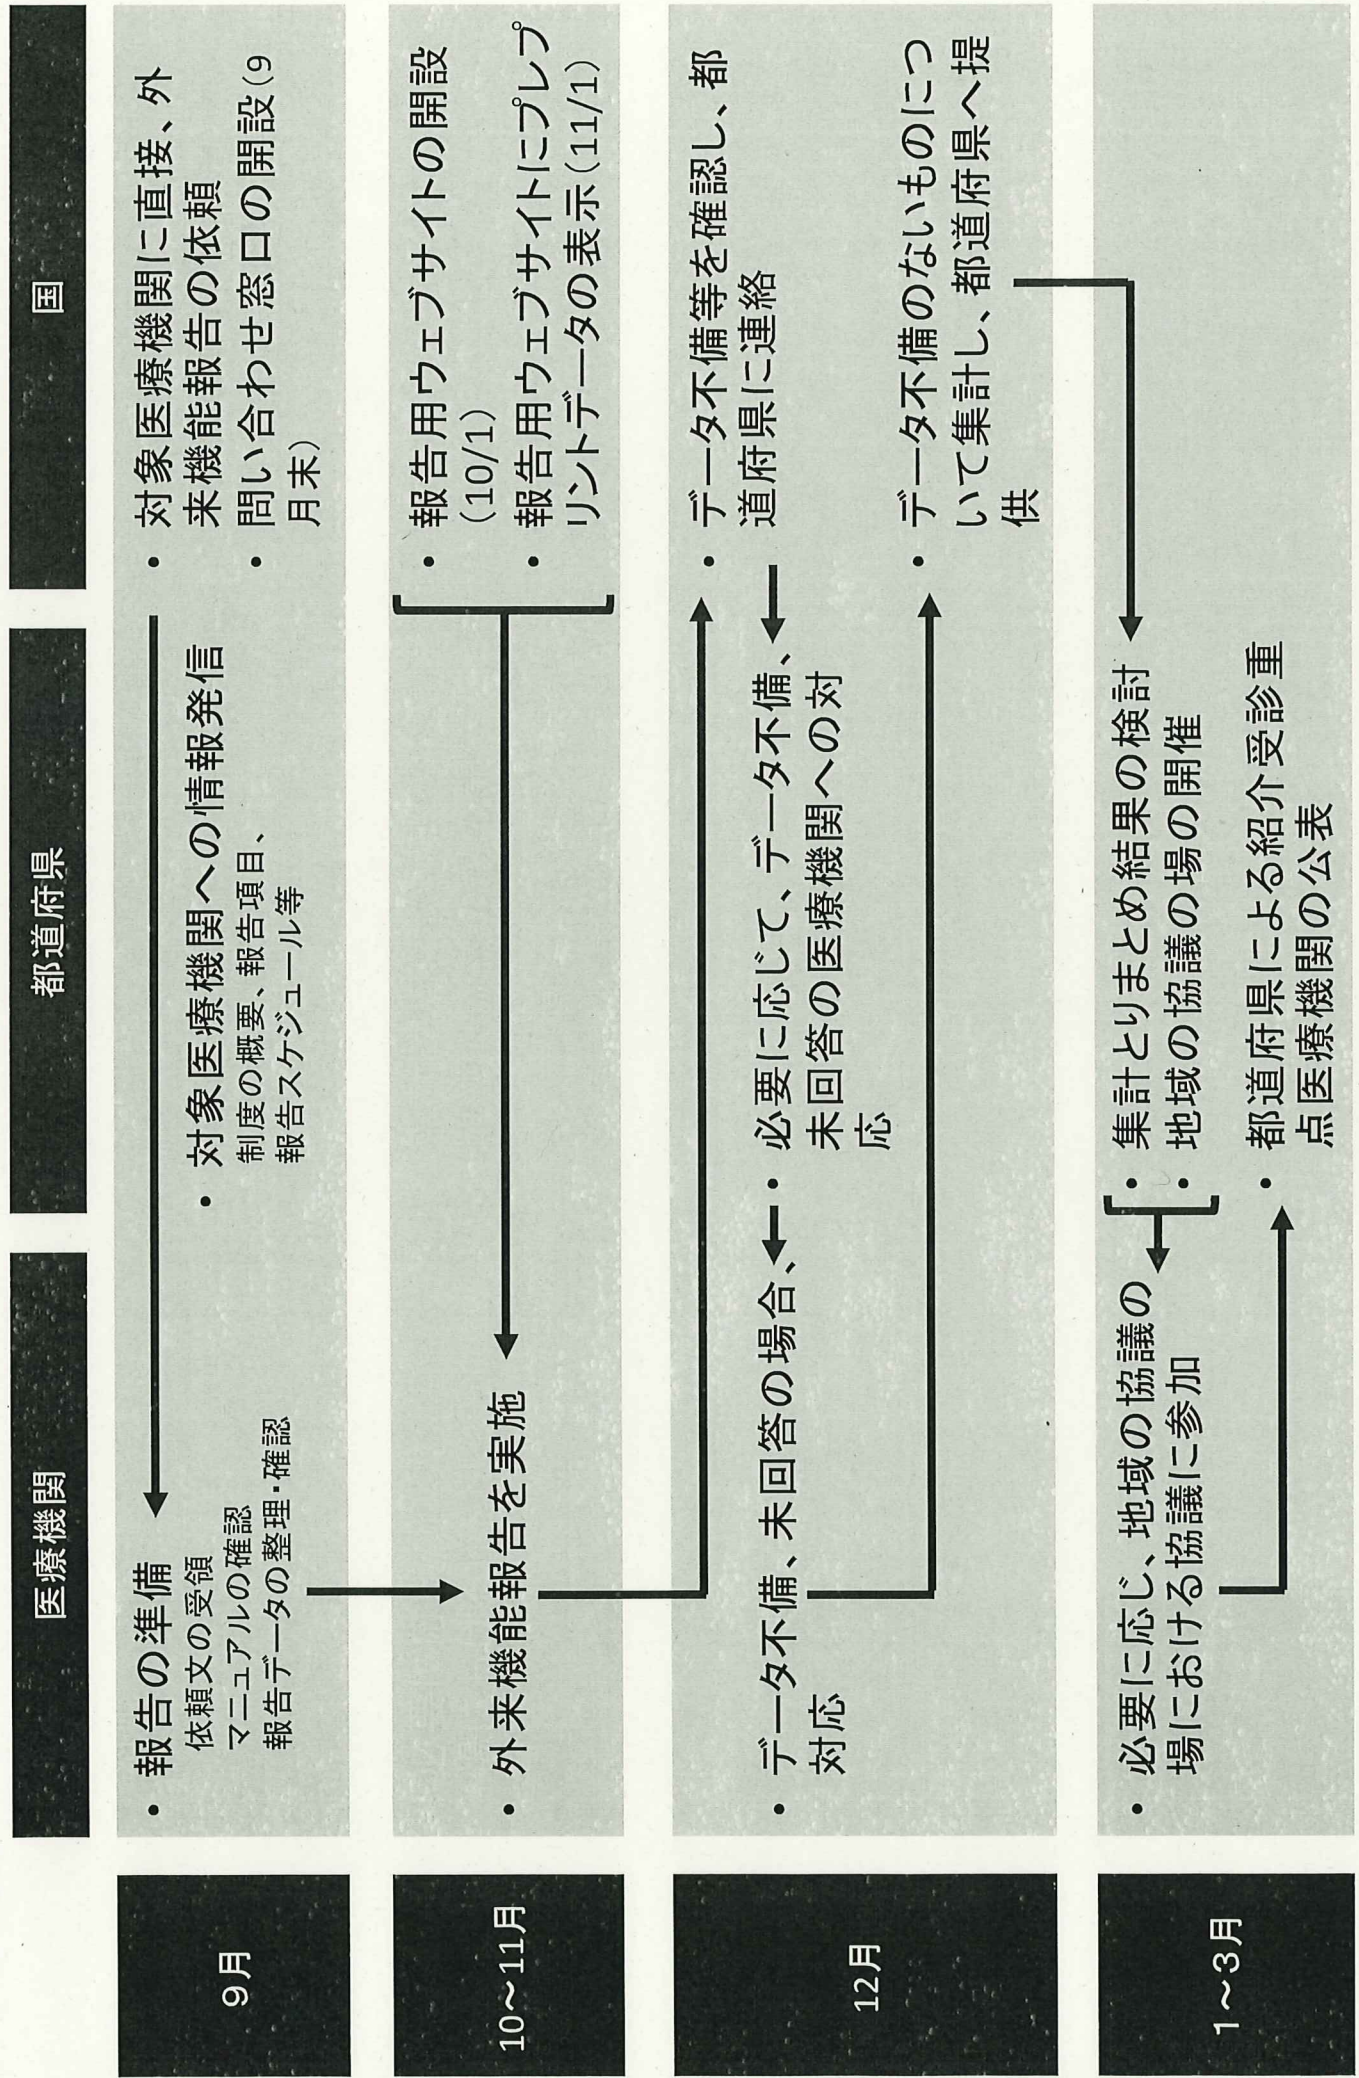 医療機関
都道府県
国
9月
・報告の準備
依頼文の受領
マニュアルの確認
報告データの整理・確認
・対象医療機関への情報発信
制度の概要、報告項目、
報告スケジュール等
・対象医療機関に直接、外
来機能報告の依頼
・問い合わせ窓口の開設(9
月末)
10～11月
・外来機能報告を実施
・報告用ウェブサイトの開設
(10/1)
・報告用ウェブサイトにプレプ
リントデータの表示(11/1)
12月
・データ不備、未回答の場合、
対応
・必要に応じて、データ不備、
未回答の医療機関への対
応
・データ不備等を確認し、都
道府県に連絡
・データ不備のないものにつ
いて集計し、都道府県へ提
供
1～3月
・必要に応じ、地域の協議の
場における協議に参加
・集計とりまとめ結果の検討
・地域の協議の場の開催
・都道府県による紹介受診重
点医療機関の公表